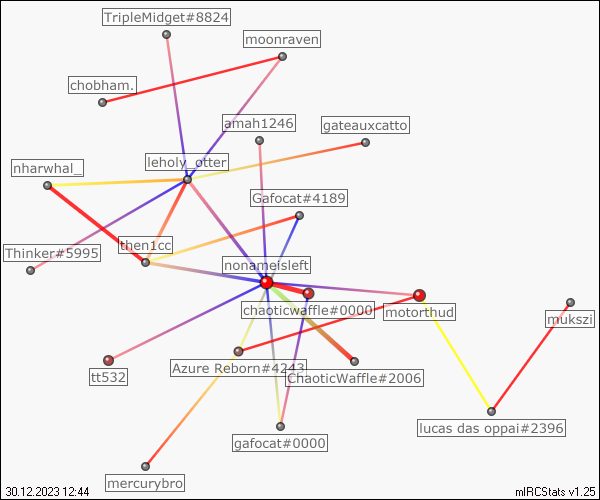 TripleMidget#8824
moonraven
chobham.
amah1246
gateauxcatto
leholy_otter
nharwhal_
Gafocat#4189
Thinker#5995
then1cc
nonameisleft
chaoticwaffle#0000
motorthud
mukszi
Azure Reborn#4243
tt532
ChaoticWaffle#2006
lucas das oppai#2396
gafocat#0000
mercurybro
30.12.2023 12:44
mIRCStats v1.25